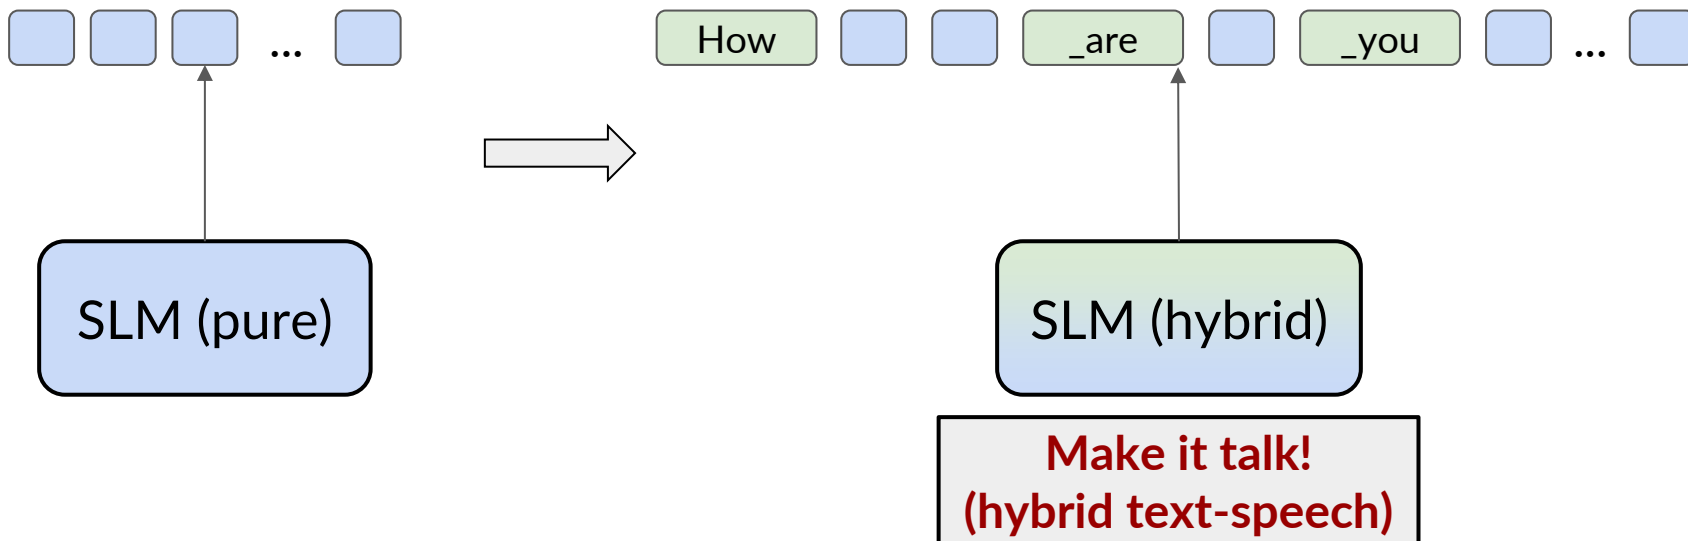 ...
How
_are
_you
...
SLM (pure)
SLM (hybrid)
Make it talk!
(hybrid text-speech)